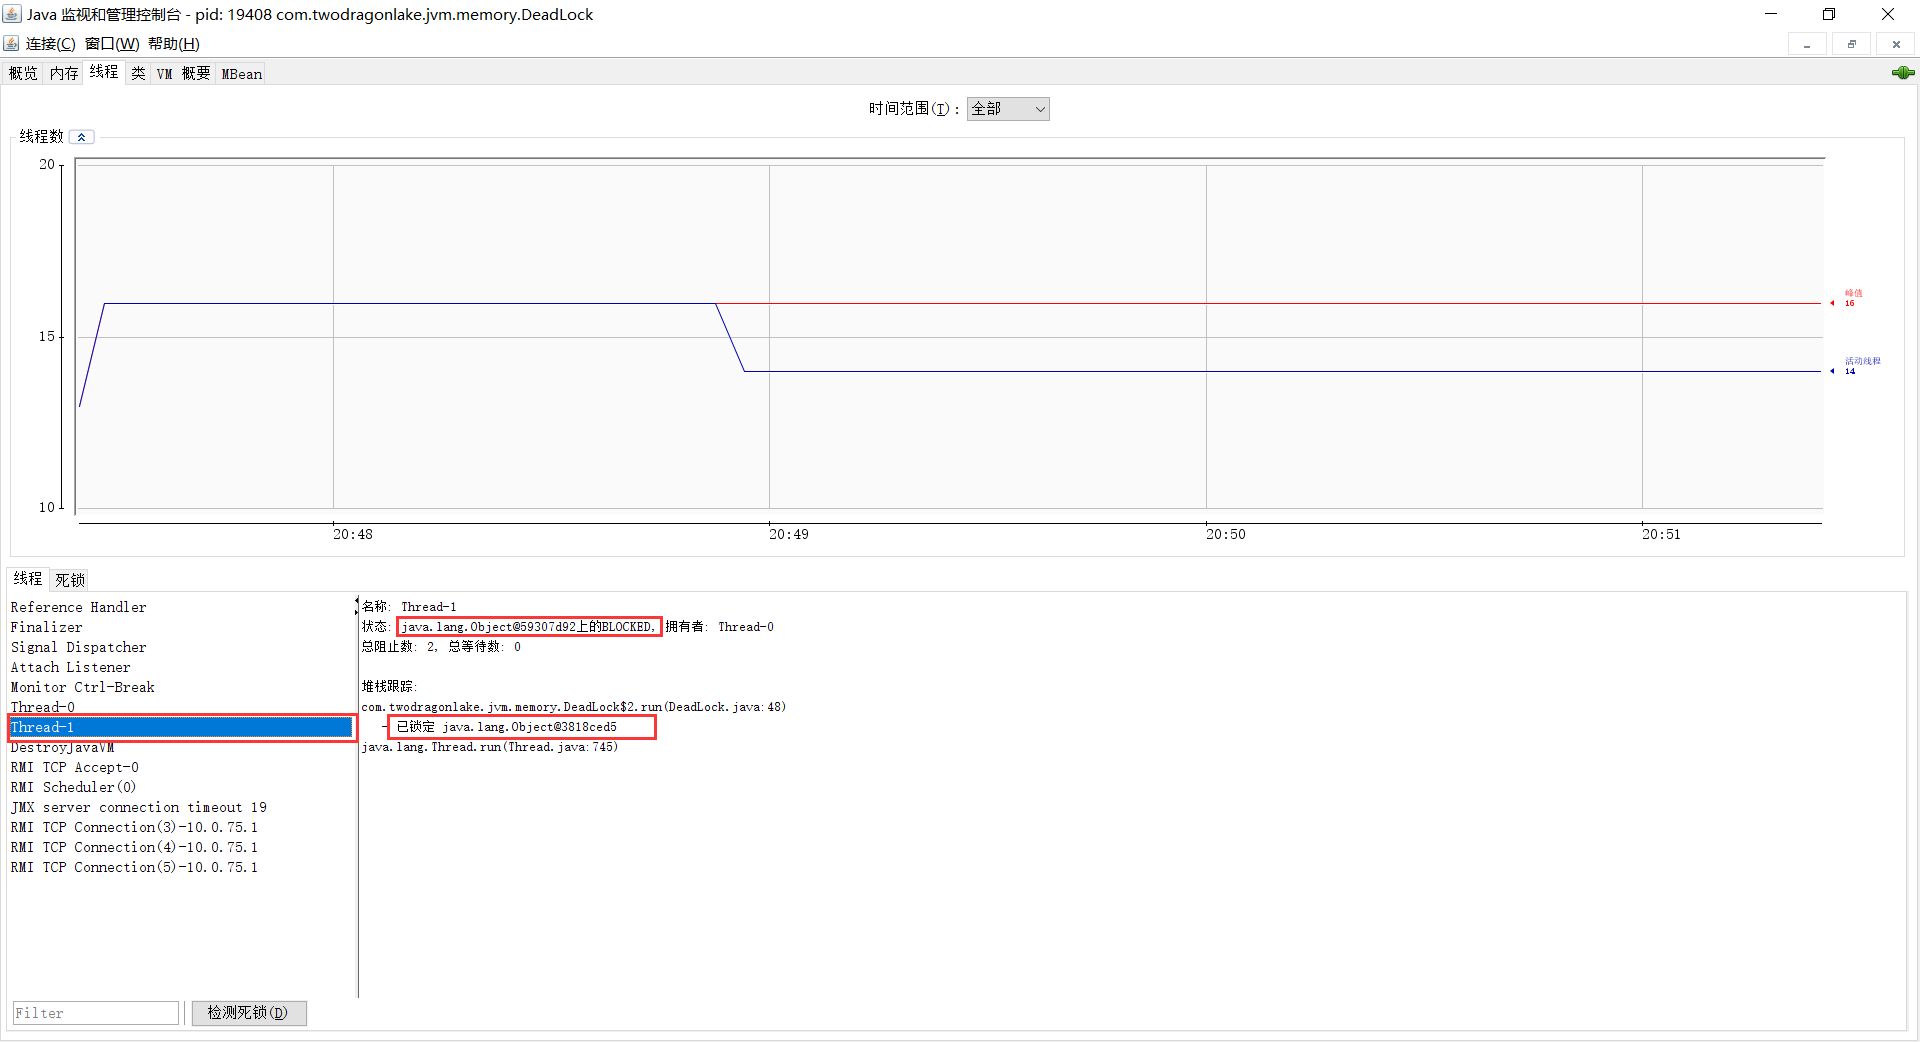 Java 监视和管理控制台 - pid: 19408 com.twodragonlake.jvm.memory.DeadLock
连接(C) 窗口(W) 帮助(H)
概览 内存 线程 类 VM 概要 MBean
时间范围(T): 全部
线程数
20
15
10
峰值
16
活动线程
14
20:48 20:49 20:50 20:51
线程 死锁
Reference Handler
Finalizer
Signal Dispatcher
Attach Listener
Monitor Ctrl-Break
Thread-0
Thread-1
DestroyJavaVM
RMI TCP Accept-0
RMI Scheduler(0)
JMX server connection timeout 19
RMI TCP Connection(3)-10.0.75.1
RMI TCP Connection(4)-10.0.75.1
RMI TCP Connection(5)-10.0.75.1
名称: Thread-1
状态: java.lang.Object@59307d92上的BLOCKED, 拥有者: Thread-0
总阻止数: 2, 总等待数: 0
堆栈跟踪:
com.twodragonlake.jvm.memory.DeadLock$2.run(DeadLock.java:48)
- 已锁定 java.lang.Object@3818ced5
java.lang.Thread.run(Thread.java:745)
Filter 检测死锁(D)